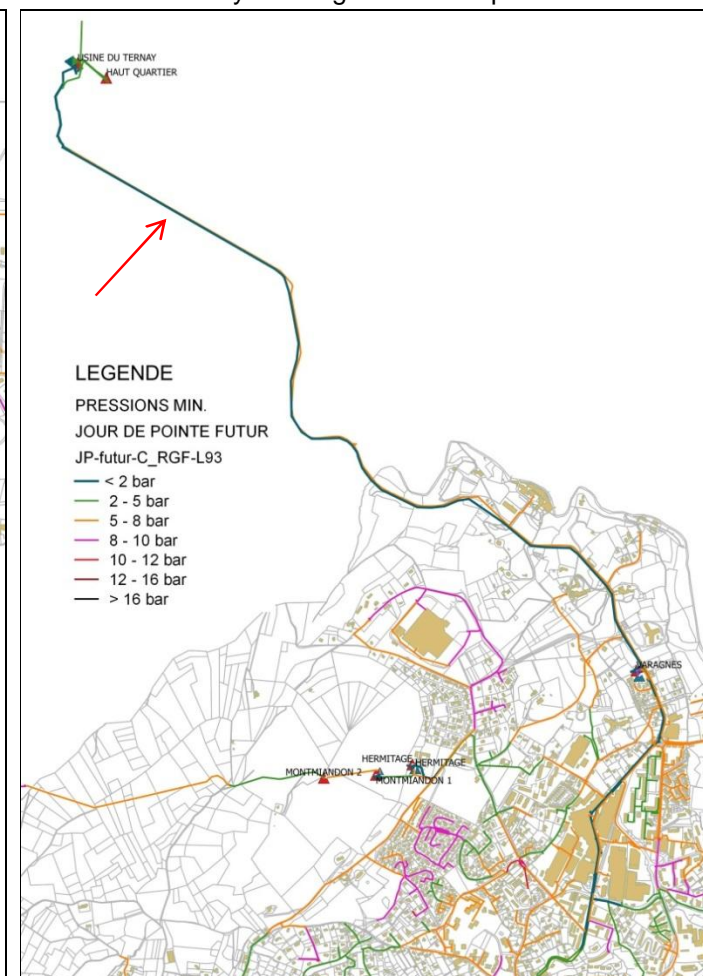 USINE DU TERNAY
HAUT QUARTIER
LEGENDE
PRESSIONS MIN.
JOUR DE POINTE FUTUR
JP-futur-C_RGF-L93
< 2 bar
2 - 5 bar
5 - 8 bar
8 - 10 bar
10 - 12 bar
12 - 16 bar
> 16 bar
HERMITAGE
HERMITAGE
MONTMIANDON 2
MONTMIANDON 1